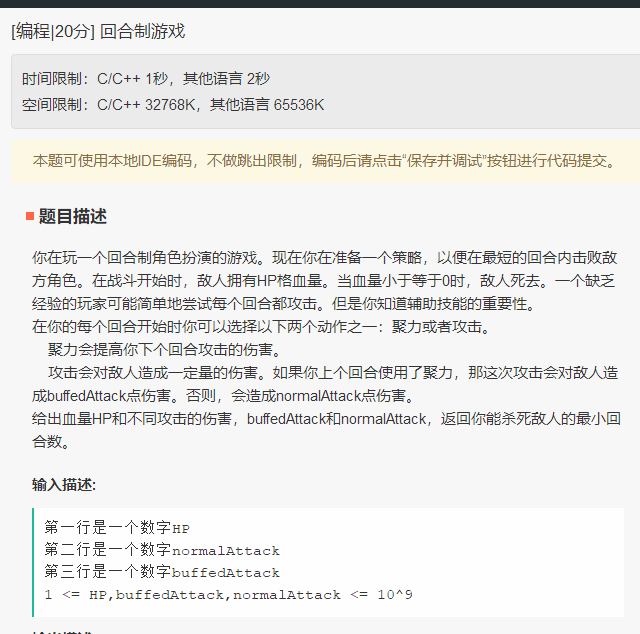 [编程|20分] 回合制游戏
时间限制：C/C++ 1秒，其他语言 2秒
空间限制：C/C++ 32768K，其他语言 65536K
本题可使用本地IDE编码，不做跳出限制，编码后请点击“保存并调试”按钮进行代码提交。
题目描述
你在玩一个回合制角色扮演的游戏。现在你在准备一个策略，以便在最短的回合内击败敌
方角色。在战斗开始时，敌人拥有HP格血量。当血量小于等于0时，敌人死去。一个缺乏
经验的玩家可能简单地尝试每个回合都攻击。但是你知道辅助技能的重要性。
在你的每个回合开始时你可以选择以下两个动作之一：聚力或者攻击。
聚力会提高你下个回合攻击的伤害。
攻击会对敌人造成一定量的伤害。如果你上个回合使用了聚力，那这次攻击会对敌人造
成buffedAttack点伤害。否则，会造成normalAttack点伤害。
给出血量HP和不同攻击的伤害，buffedAttack和normalAttack，返回你能杀死敌人的最小回
合数。
输入描述:
第一行是一个数字HP
第二行是一个数字normalAttack
第三行是一个数字buffedAttack
1 <= HP,buffedAttack,normalAttack <= 10^9